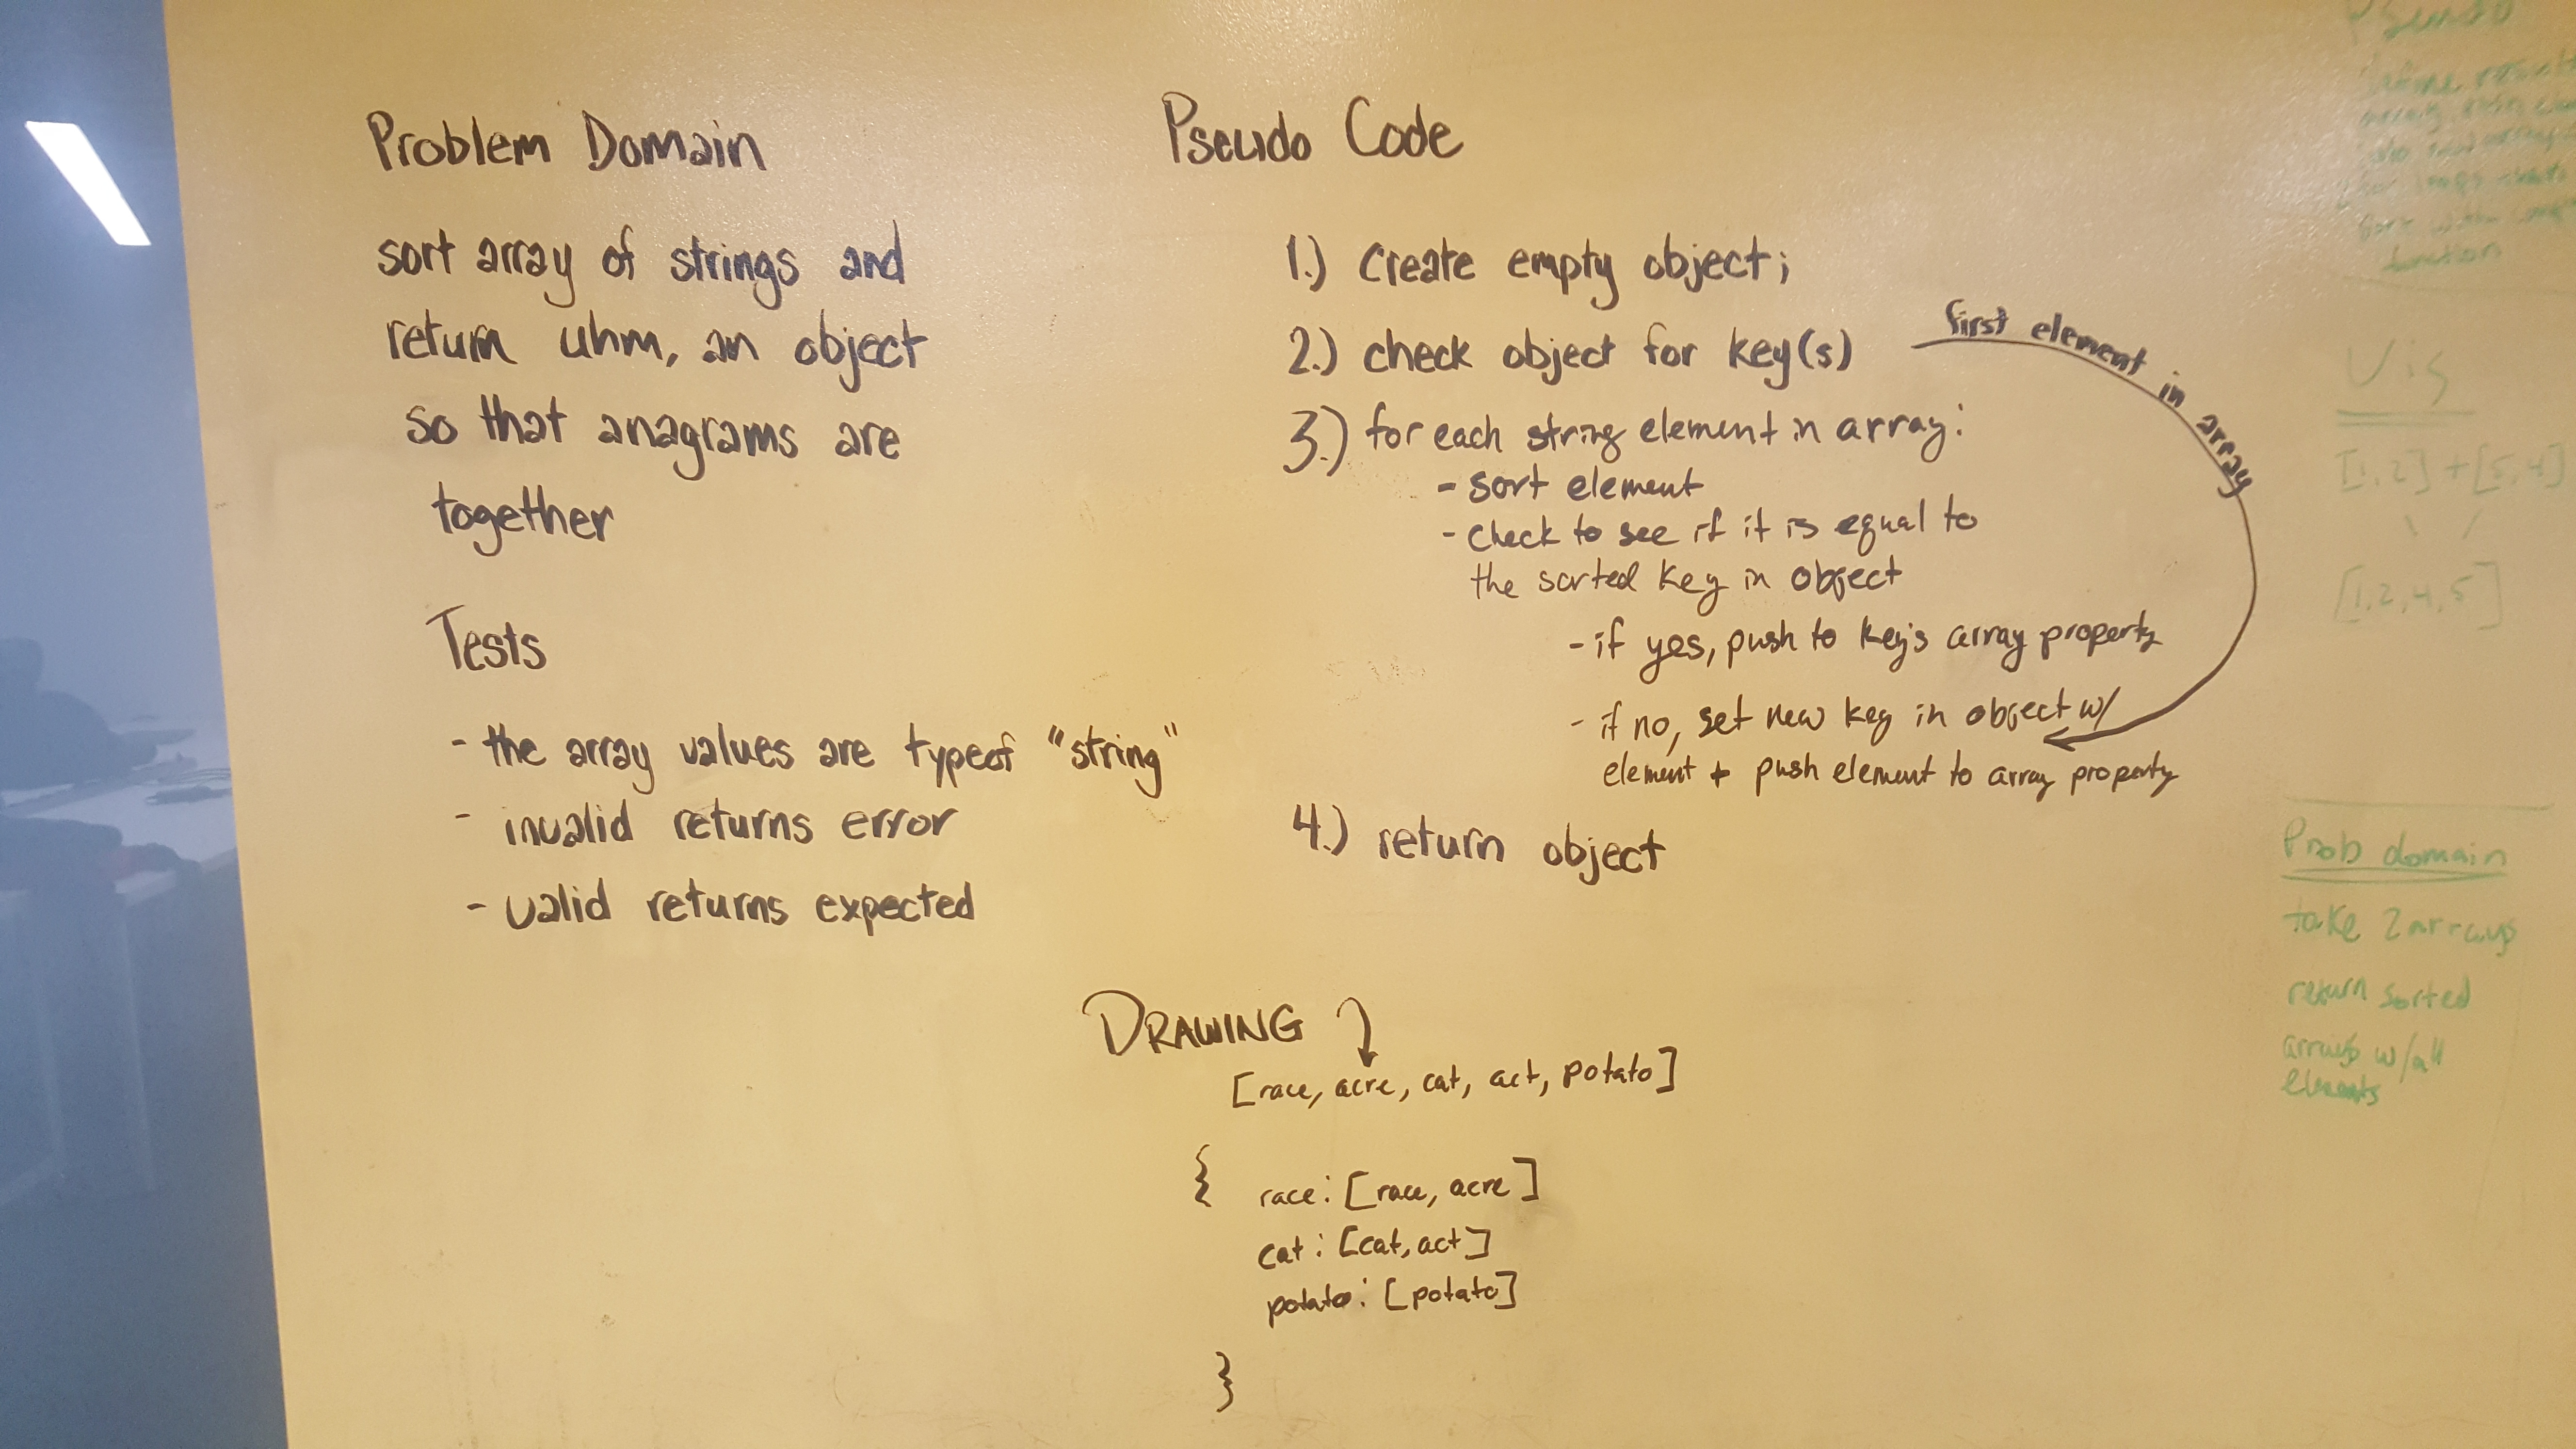 Problem Domain
sort array of strings and
return uhm, an object
so that anagrams are
together
Tests
- the array values are typeof "string"
- invalid returns error
- valid returns expected
Pseudo Code
1.) Create empty object;
2.) check object for key(s)
first element in array
3.) for each string element in array:
- sort element
- check to see if it is equal to
the sorted key in object
- if yes, push to key's array property
- if no, set new key in object w/
element + push element to array property
4.) return object
DRAWING
[race, acre, cat, act, potato]
{
race: [race, acre]
cat: [cat, act]
potato: [potato]
}
Pseudo
define result
function
Vis
[1,2] + [5,4]
\ /
[1,2,4,5]
Prob domain
take 2 arrays
return sorted
arrays w/all
elements